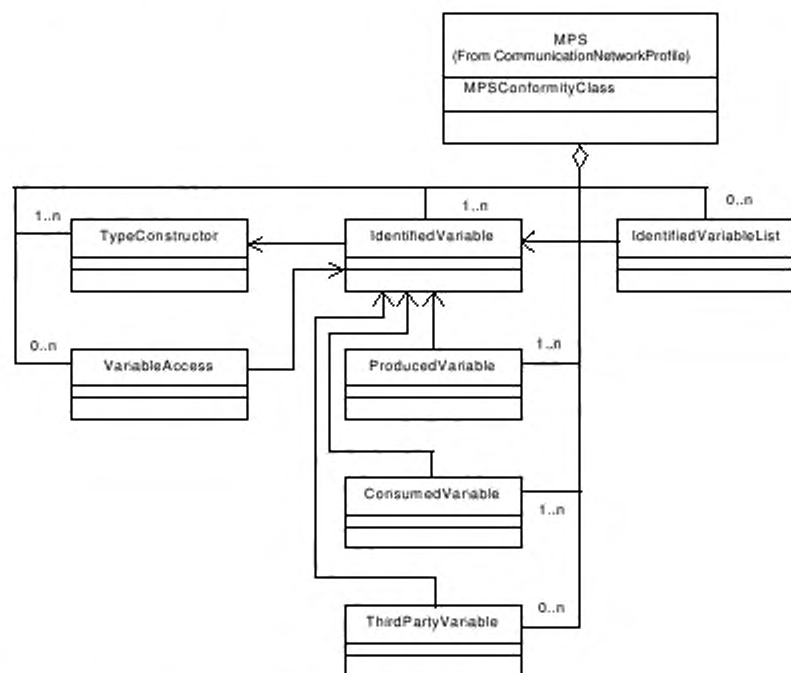 MPS
(From CommunicationNetworkProfile)
MPSConformityClass
1..n
1..n
0..n
TypeConstructor
IdentifiedVariable
IdentifiedVariableList
0..n
1..n
VariableAccess
ProducedVariable
ConsumedVariable
1..n
0..n
ThirdPartyVariable